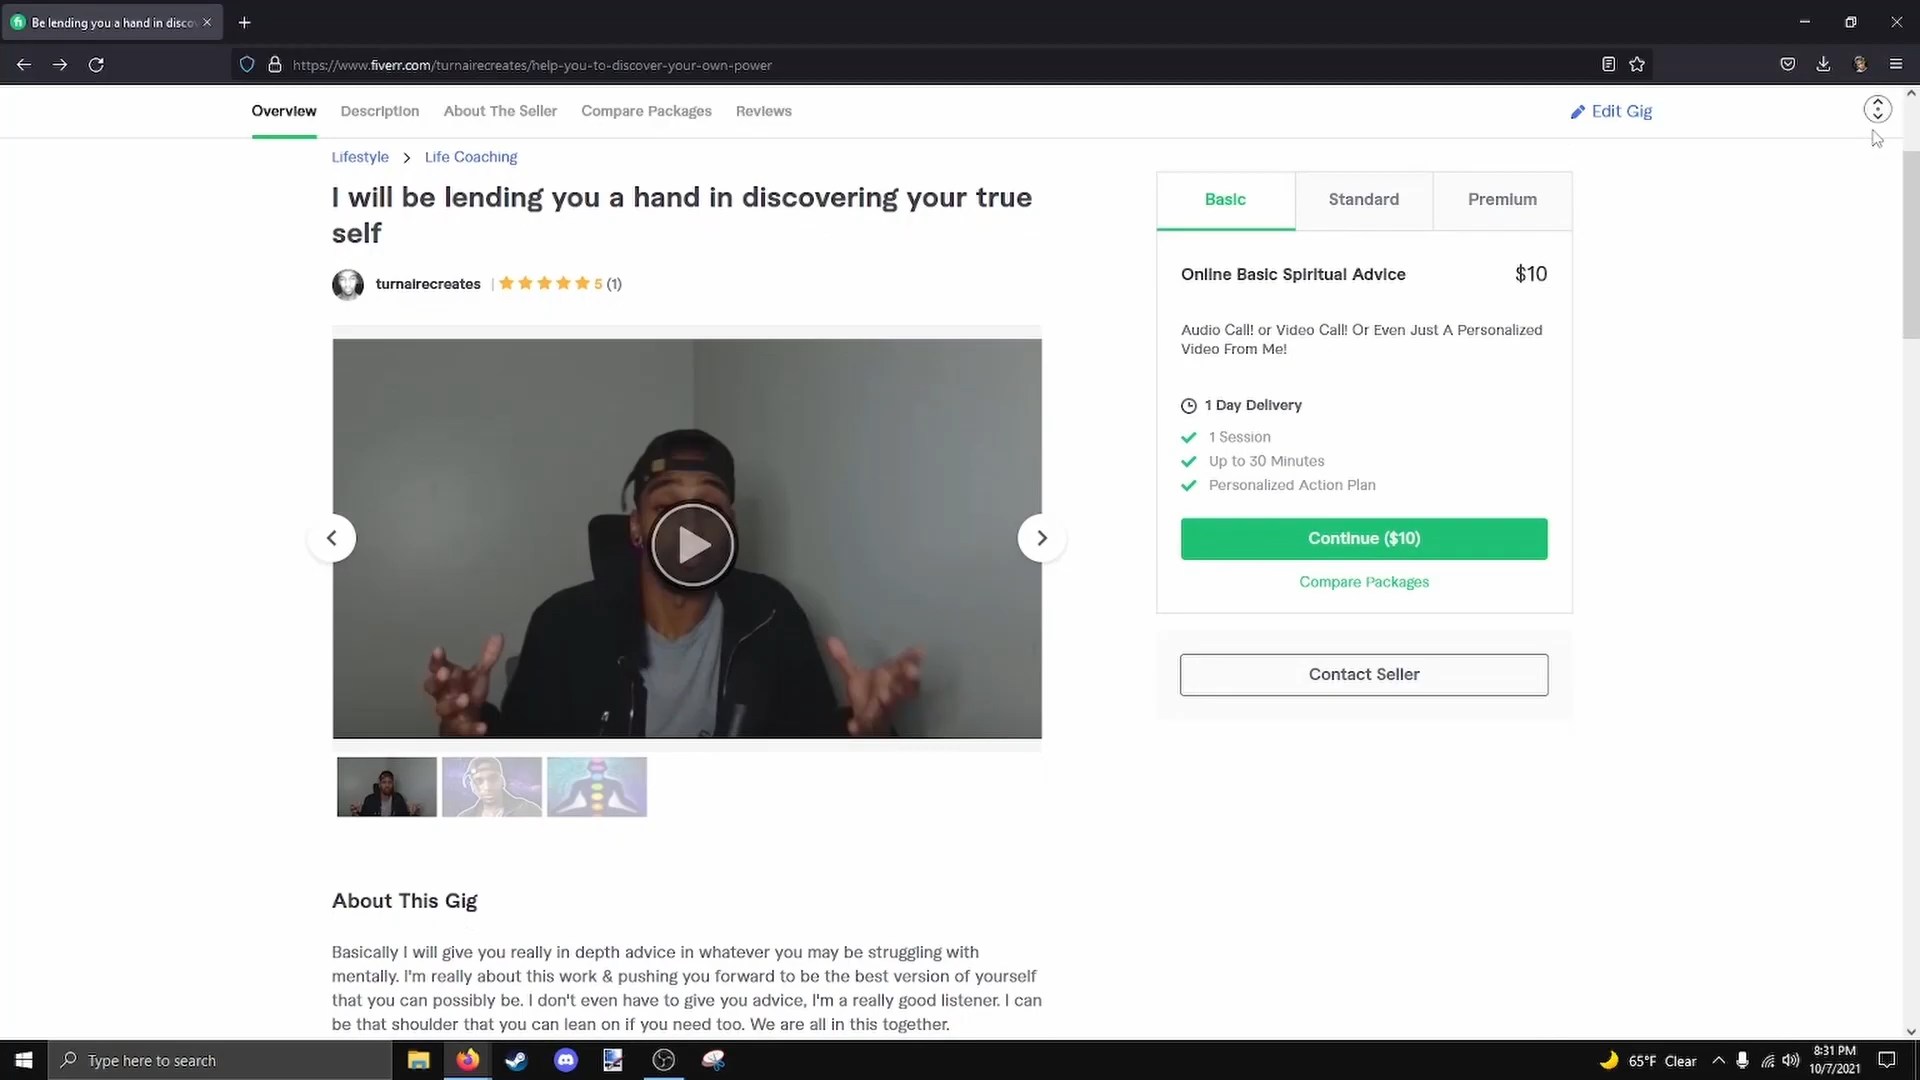 Be lending you a hand in disco
https://www.fiverr.com/turnairecreates/help-you-to-discover-your-own-power
Overview Description About The Seller Compare Packages Reviews Edit Gig
Lifestyle > Life Coaching
I will be lending you a hand in discovering your true
self
turnairecreates | 5 (1)
Basic Standard Premium
Online Basic Spiritual Advice $10
Audio Call! or Video Call! Or Even Just A Personalized
Video From Me!
1 Day Delivery
1 Session
Up to 30 Minutes
Personalized Action Plan
Continue ($10)
Compare Packages
Contact Seller
About This Gig
Basically I will give you really in depth advice in whatever you may be struggling with
mentally. I'm really about this work & pushing you forward to be the best version of yourself
that you can possibly be. I don't even have to give you advice, I'm a really good listener. I can
be that shoulder that you can lean on if you need too. We are all in this together.
Type here to search
65°F Clear
8:31 PM
10/7/2021